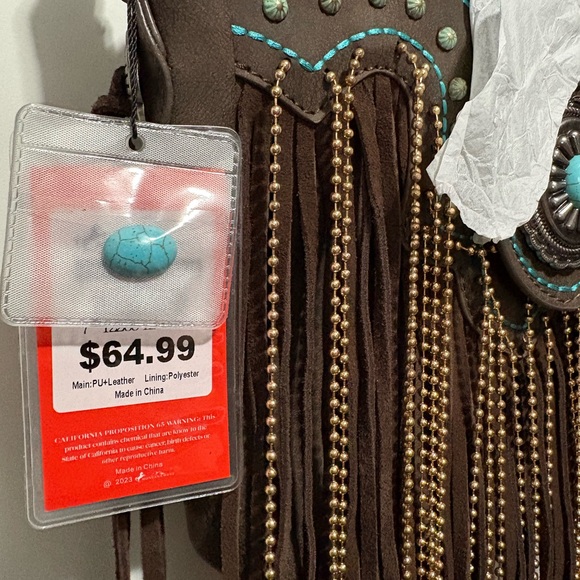 $64.99
Main:PU+Leather Lining:Polyester
Made in China
CALIFORNIA PROPOSITION 65 WARNING: This
product contains chemical that are know to the
State of California to cause cancer, birth defects or
other reproductive harm.
Made in China
@ 2023